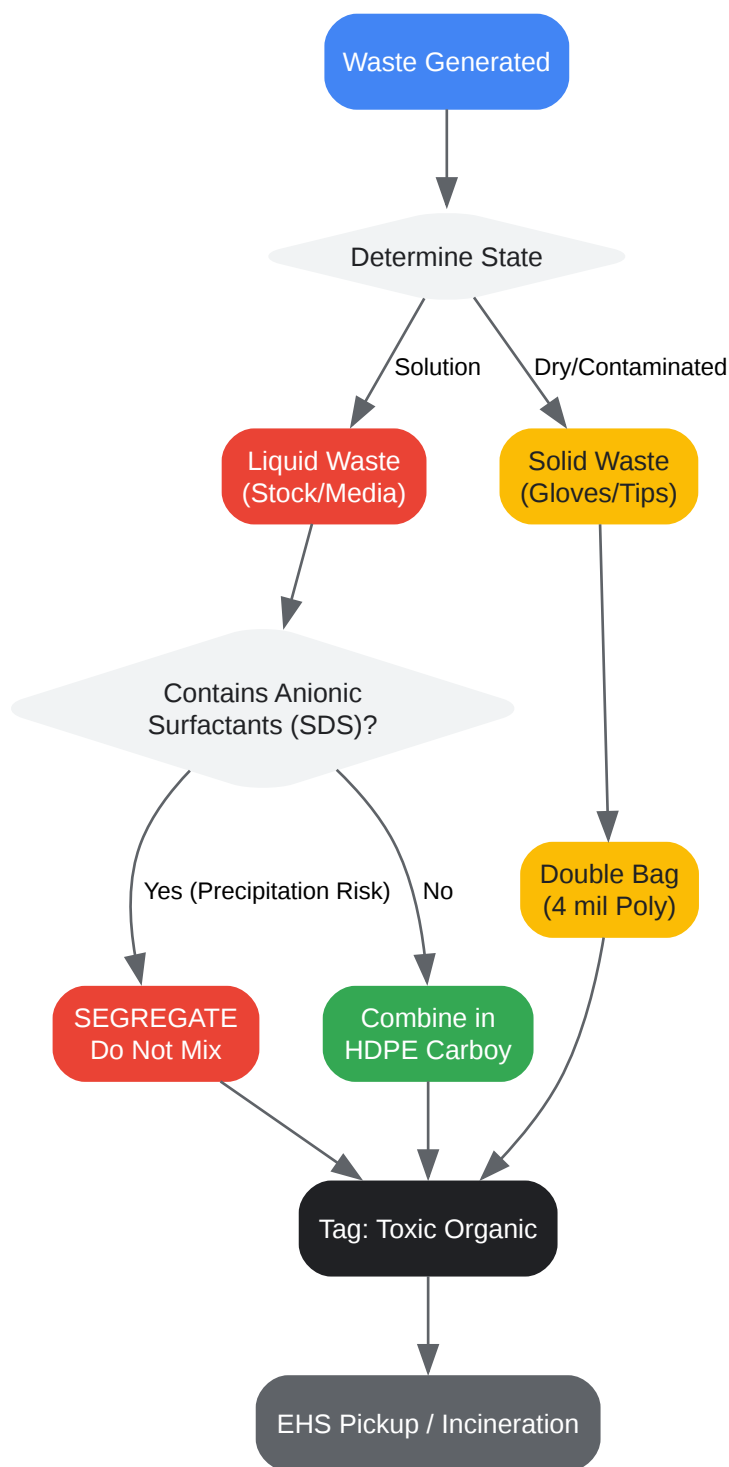 Waste Generated
Determine State
Solution
Dry/Contaminated
Liquid Waste
(Stock/Media)
Solid Waste
(Gloves/Tips)
Contains Anionic
Surfactants (SDS)?
Yes (Precipitation Risk)
No
Double Bag
(4 mil Poly)
SEGREGATE
Do Not Mix
Combine in
HDPE Carboy
Tag: Toxic Organic
EHS Pickup / Incineration